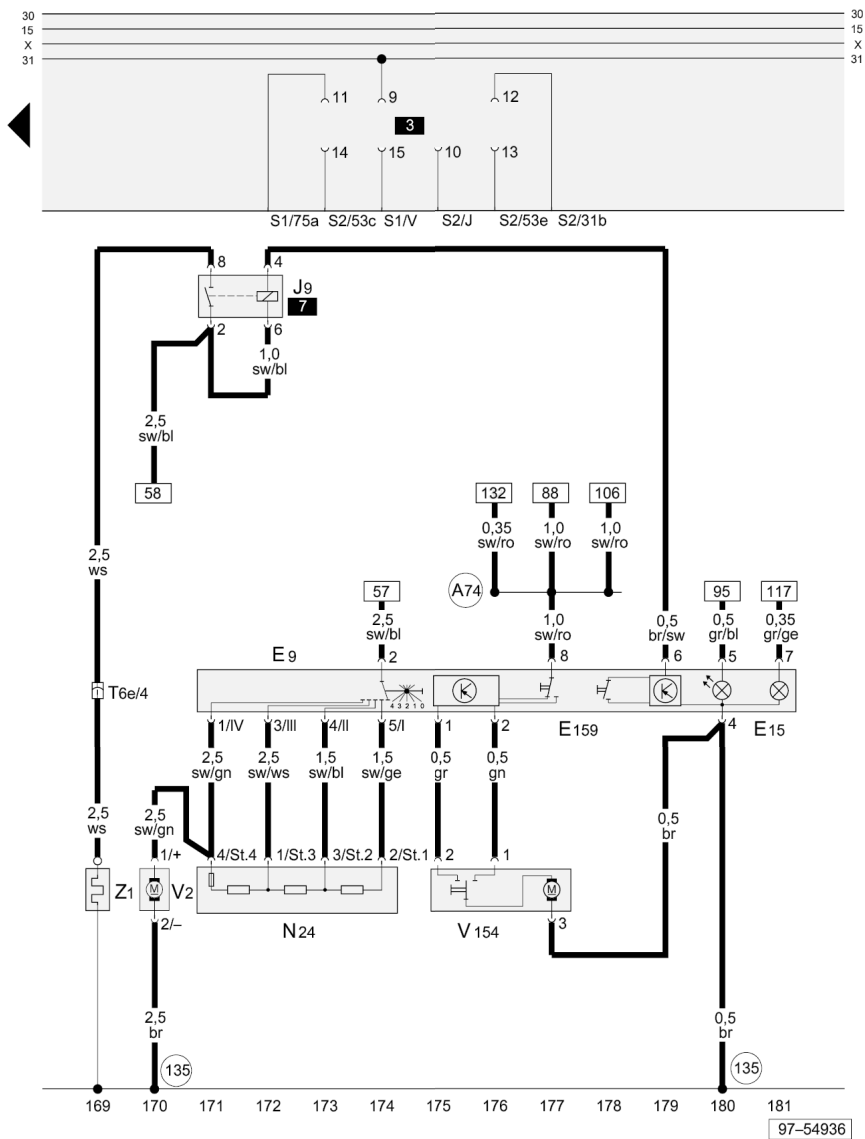 30 30
15 15
X X
31 31
11 9 12
3
14 15 10 13
S1/75a S2/53c S1/V S2/J S2/53e S2/31b
8 4
J9
7
2 6
1,0
sw/bl
2,5
sw/bl
58
132 88 106
0,35
sw/ro
1,0
sw/ro
1,0
sw/ro
2,5
ws
A74
57 95 117
2,5
sw/bl
1,0
sw/ro
0,5
br/sw
0,5
gr/bl
0,35
gr/ge
E9 2 8 6 5 7
T6e/4
4 3 2 1 0
1/IV 3/III 4/II 5/I 1 2 E159 4 E15
2,5
sw/gn
2,5
sw/ws
1,5
sw/bl
1,5
sw/ge
0,5
gr
0,5
gn
2,5
ws
2,5
sw/gn
0,5
br
1/+ 4/St.4 1/St.3 3/St.2 2/St.1 2 1
Z1 M V2 M
N24 V154 3
2/–
2,5
br
0,5
br
135 135
169 170 171 172 173 174 175 176 177 178 179 180 181
97–54936